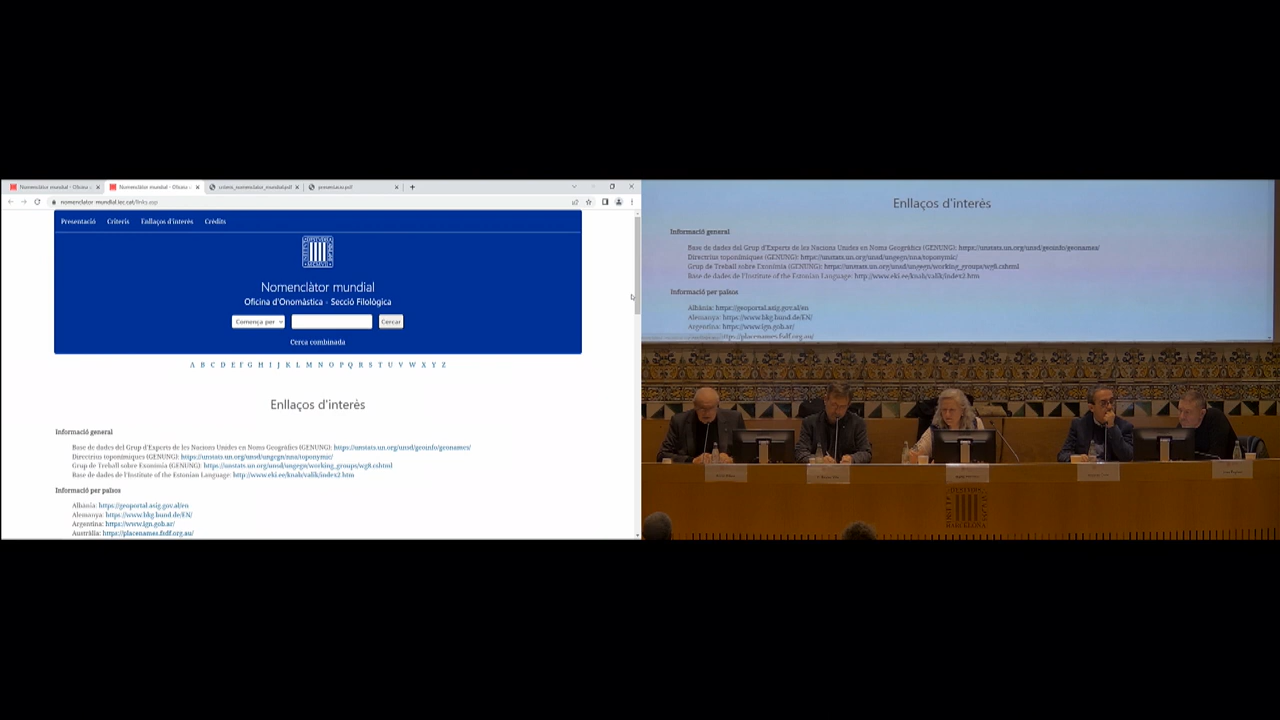 Nomenclàtor mundial - Oficina d
Nomenclàtor mundial - Oficina d
criteris_nomenclator_mundial.pdf
presentacio.pdf
nomenclator-mundial.iec.cat/links.asp
Presentació Criteris Enllaços d'interès Crèdits
Nomenclàtor mundial
Oficina d'Onomàstica - Secció Filològica
Comença per
Cercar
Cerca combinada
A B C D E F G H I J K L M N O P Q R S T U V W X Y Z
Enllaços d'interès
Informació general
Base de dades del Grup d'Experts de les Nacions Unides en Noms Geogràfics (GENUNG): https://unstats.un.org/unsd/geoinfo/geonames/
Directrius toponímiques (GENUNG): https://unstats.un.org/unsd/ungegn/nna/toponymic/
Grup de Treball sobre Exonímia (GENUNG): https://unstats.un.org/unsd/ungegn/working_groups/wg8.cshtml
Base de dades de l'Institute of the Estonian Language: http://www.eki.ee/knab/valik/index2.htm
Informació per països
Albània: https://geoportal.asig.gov.al/en
Alemanya: https://www.bkg.bund.de/EN/
Argentina: https://www.ign.gob.ar/
Austràlia: https://placenames.fsdf.org.au/
Enllaços d'interès
Informació general
Base de dades del Grup d'Experts de les Nacions Unides en Noms Geogràfics (GENUNG): https://unstats.un.org/unsd/geoinfo/geonames/
Directrius toponímiques (GENUNG): https://unstats.un.org/unsd/ungegn/nna/toponymic/
Grup de Treball sobre Exonímia (GENUNG): https://unstats.un.org/unsd/ungegn/working_groups/wg8.cshtml
Base de dades de l'Institute of the Estonian Language: http://www.eki.ee/knab/valik/index2.htm
Informació per països
Albània: https://geoportal.asig.gov.al/en
Alemanya: https://www.bkg.bund.de/EN/
Argentina: https://www.ign.gob.ar/
https://placenames.fsdf.org.au/
BARCELONA